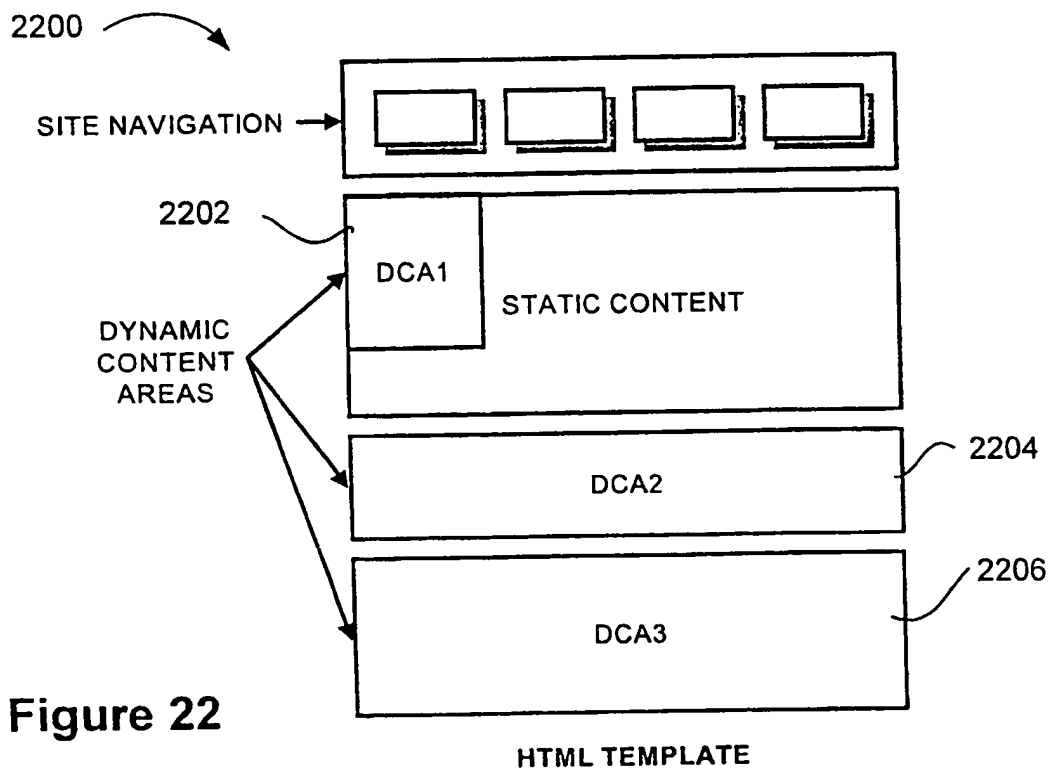 2200
SITE NAVIGATION
2202
DCA1
STATIC CONTENT
DYNAMIC
CONTENT
AREAS
2204
DCA2
2206
DCA3
Figure 22
HTML TEMPLATE